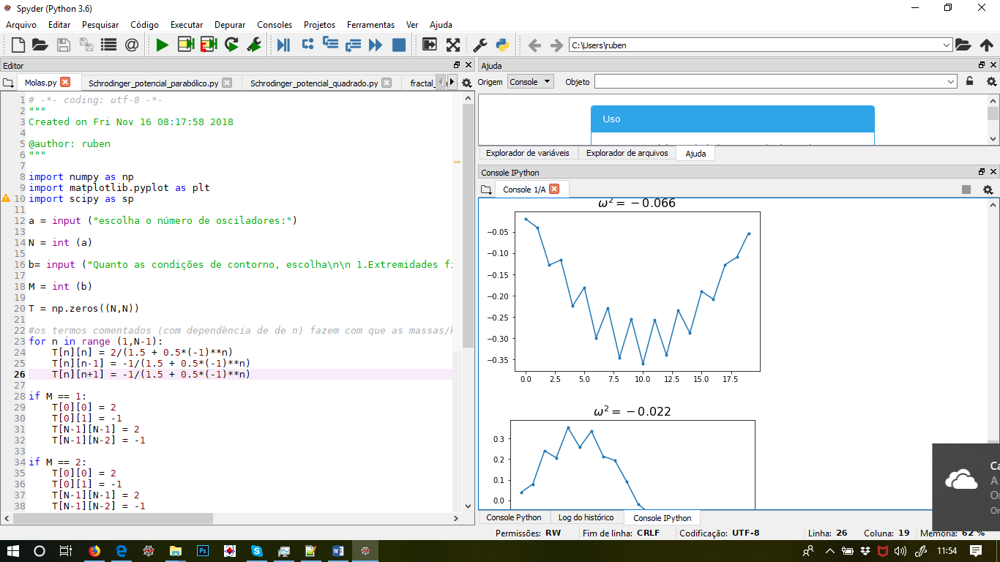 Spyder (Python 3.6)
Arquivo Editar Pesquisar Código Executar Depurar Consoles Projetos Ferramentas Ver Ajuda
C:\Users\ruben
Editor
Molas.py Schrodinger_potencial_parabólico.py Schrodinger_potencial_quadrado.py fractal_
1 # -*- coding: utf-8 -*-
2 """
3 Created on Fri Nov 16 08:17:58 2018
4
5 @author: ruben
6 """
7
8 import numpy as np
9 import matplotlib.pyplot as plt
10 import scipy as sp
11
12 a = input ("escolha o número de osciladores:")
13
14 N = int (a)
15
16 b= input ("Quanto as condições de contorno, escolha\n\n 1.Extremidades fi
17
18 M = int (b)
19
20 T = np.zeros((N,N))
21
22 #os termos comentados (com dependência de de n) fazem com que as massas/
23 for n in range (1,N-1):
24     T[n][n] = 2/(1.5 + 0.5*(-1)**n)
25     T[n][n-1] = -1/(1.5 + 0.5*(-1)**n)
26     T[n][n+1] = -1/(1.5 + 0.5*(-1)**n)
27
28 if M == 1:
29     T[0][0] = 2
30     T[0][1] = -1
31     T[N-1][N-1] = 2
32     T[N-1][N-2] = -1
33
34 if M == 2:
35     T[0][0] = 2
36     T[0][1] = -1
37     T[N-1][N-1] = 2
38     T[N-1][N-2] = -1
Ajuda
Origem Console Objeto
Uso
Explorador de variáveis Explorador de arquivos Ajuda
Console IPython
Console 1/A
ω² = −0.066
−0.05
−0.10
−0.15
−0.20
−0.25
−0.30
−0.35
0.0 2.5 5.0 7.5 10.0 12.5 15.0 17.5
ω² = −0.022
0.3
0.2
0.1
0.0
Console Python Log do histórico Console IPython
Permissões: RW Fim de linha: CRLF Codificação: UTF-8 Linha: 26 Coluna: 19 Memória: 62 %
Ca
A
Or
On
11:54